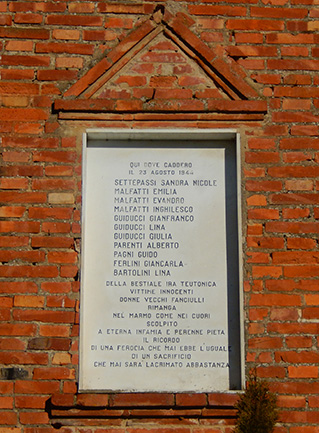 QUI DOVE CADDERO
IL 23 AGOSTO 1944
SETTEPASSI SANDRA NICOLE
MALFATTI EMILIA
MALFATTI EVANDRO
MALFATTI INGHILESCO
GUIDUCCI GIANFRANCO
GUIDUCCI LINA
GUIDUCCI GIULIA
PARENTI ALBERTO
PAGNI GUIDO
FERLINI GIANCARLA
BARTOLINI LINA
DELLA BESTIALE IRA TEUTONICA
VITTIME INNOCENTI
DONNE VECCHI FANCIULLI
RIMANGA
NEL MARMO COME NEI CUORI
SCOLPITO
A ETERNA INFAMIA E PERENNE PIETÀ
IL RICORDO
DI UNA FEROCIA CHE MAI EBBE L'UGUALE
DI UN SACRIFICIO
CHE MAI SARÀ LACRIMATO ABBASTANZA